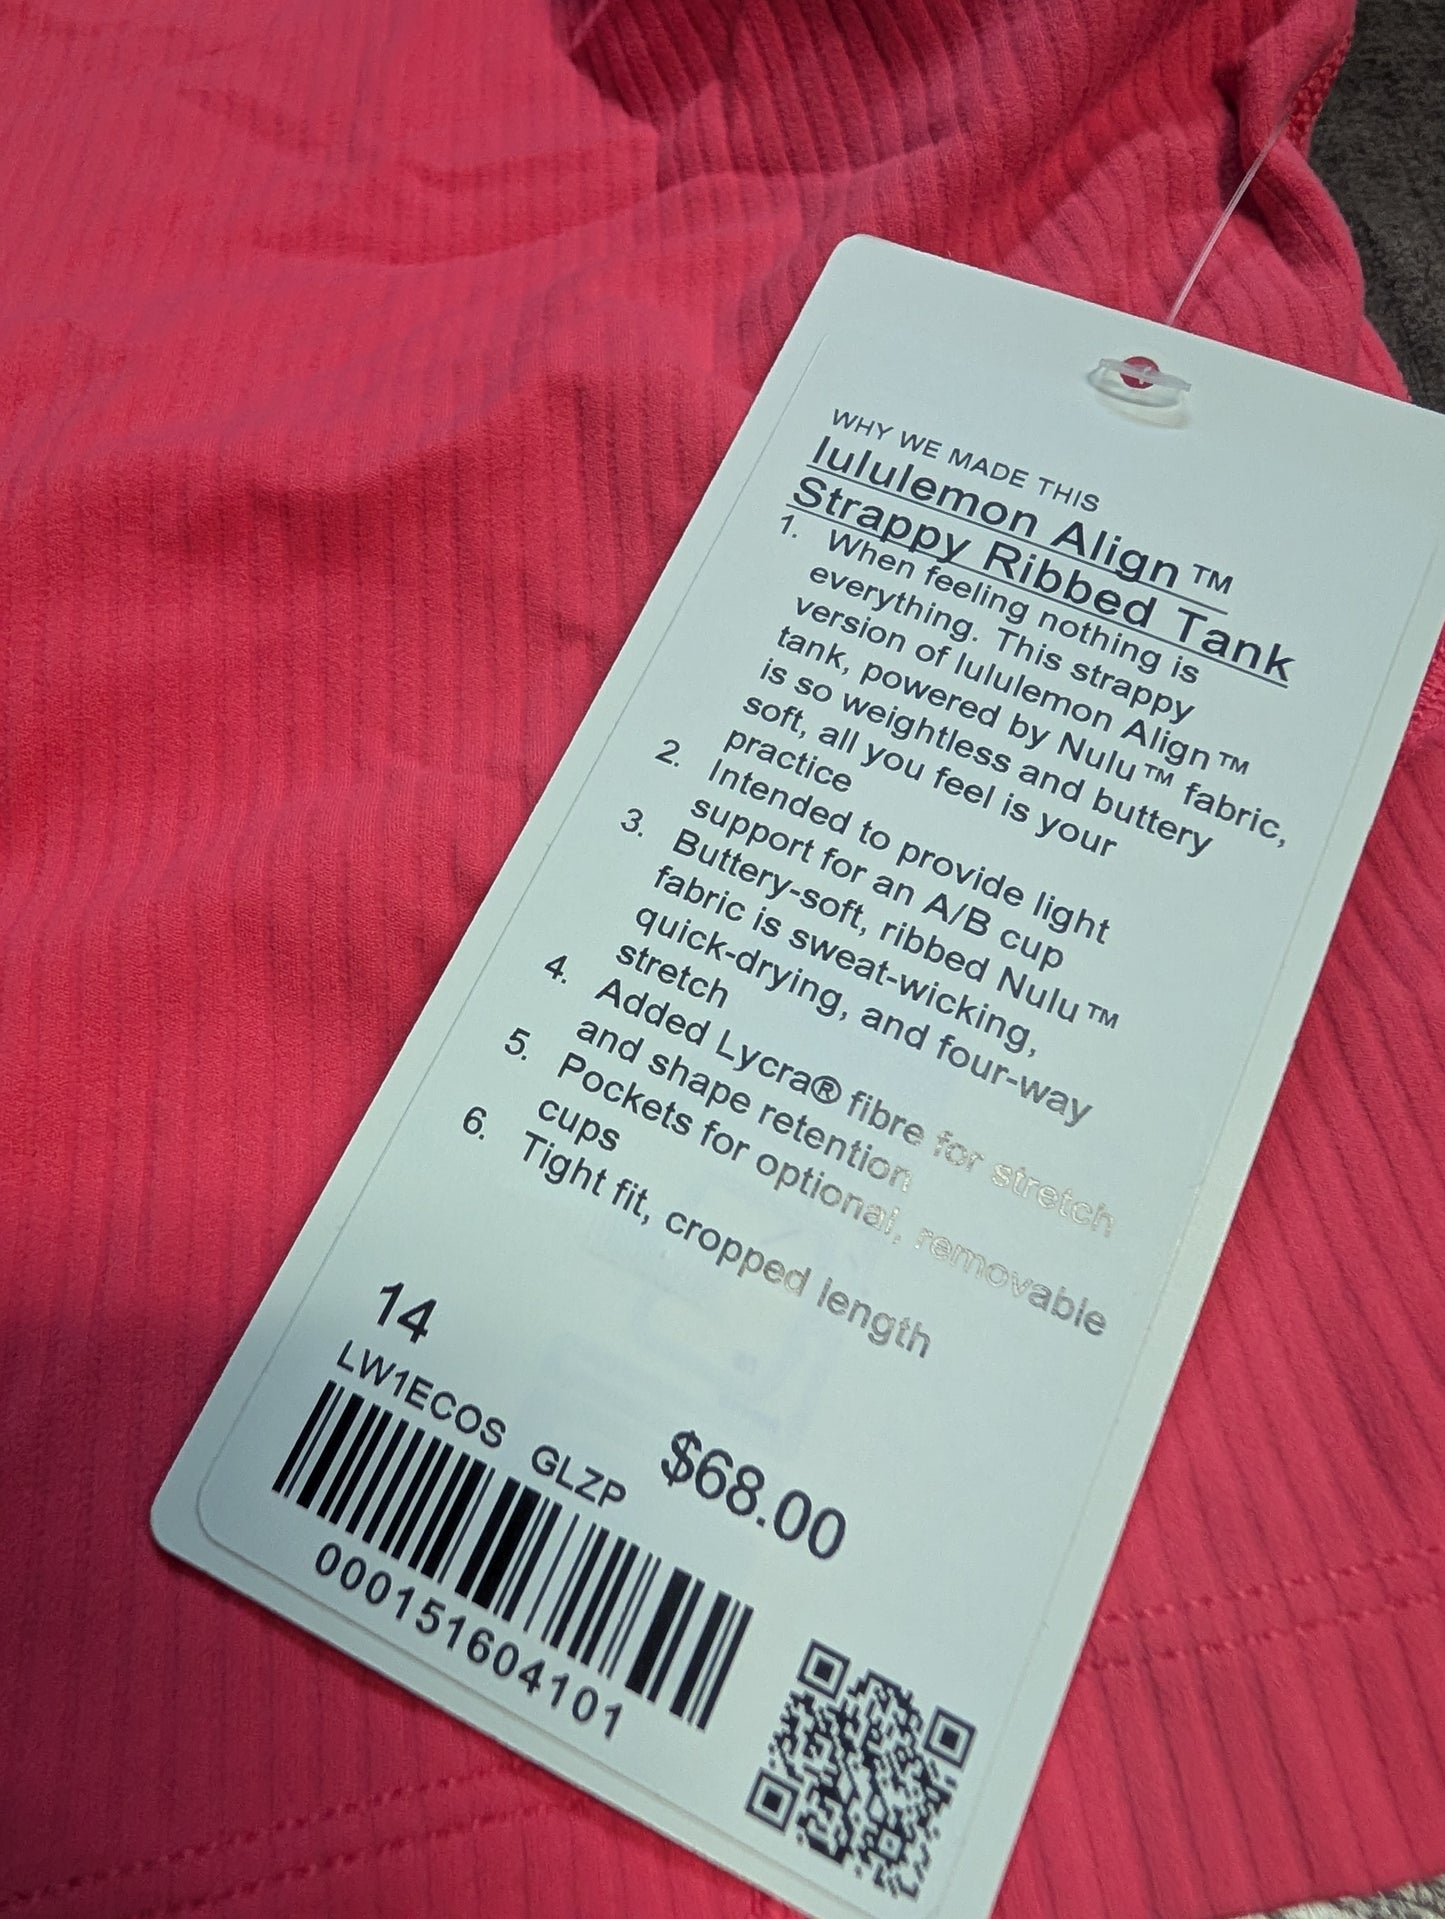 WHY WE MADE THIS
lululemon Align™
Strappy Ribbed Tank
1. When feeling nothing is
everything. This strappy
version of lululemon Align™
tank, powered by Nulu™ fabric,
is so weightless and buttery
soft, all you feel is your
practice
2. Intended to provide light
support for an A/B cup
3. Buttery-soft, ribbed Nulu™
fabric is sweat-wicking,
quick-drying, and four-way
stretch
4. Added Lycra® fibre for stretch
and shape retention
5. Pockets for optional, removable
cups
6. Tight fit, cropped length
14
LW1ECOS GLZP
$68.00
000151604101